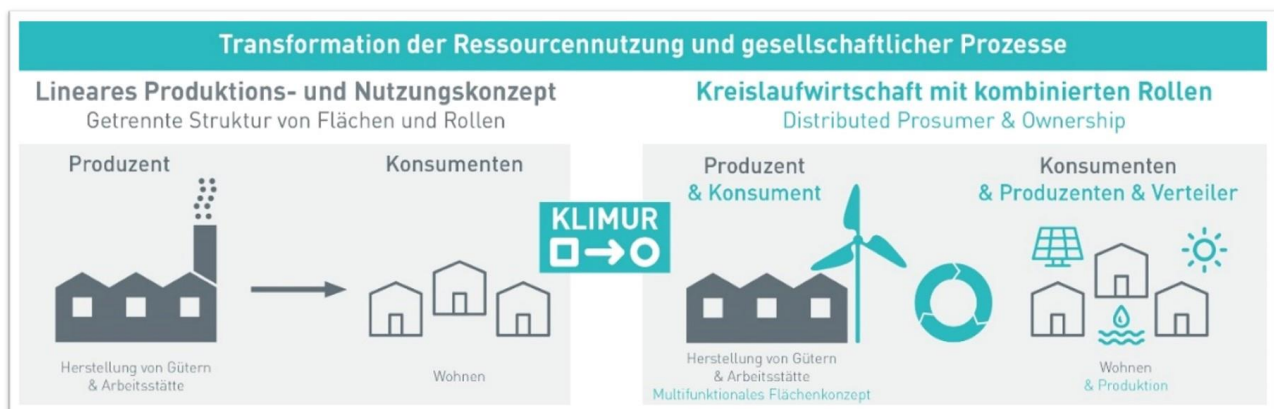 Transformation der Ressourcennutzung und gesellschaftlicher Prozesse
Lineares Produktions- und Nutzungskonzept
Getrennte Struktur von Flächen und Rollen
Produzent
Konsumenten
Herstellung von Gütern
& Arbeitsstätte
Wohnen
KLIMUR
Kreislaufwirtschaft mit kombinierten Rollen
Distributed Prosumer & Ownership
Produzent
& Konsument
Konsumenten
& Produzenten & Verteiler
Herstellung von Gütern
& Arbeitsstätte
Multifunktionales Flächenkonzept
Wohnen
& Produktion